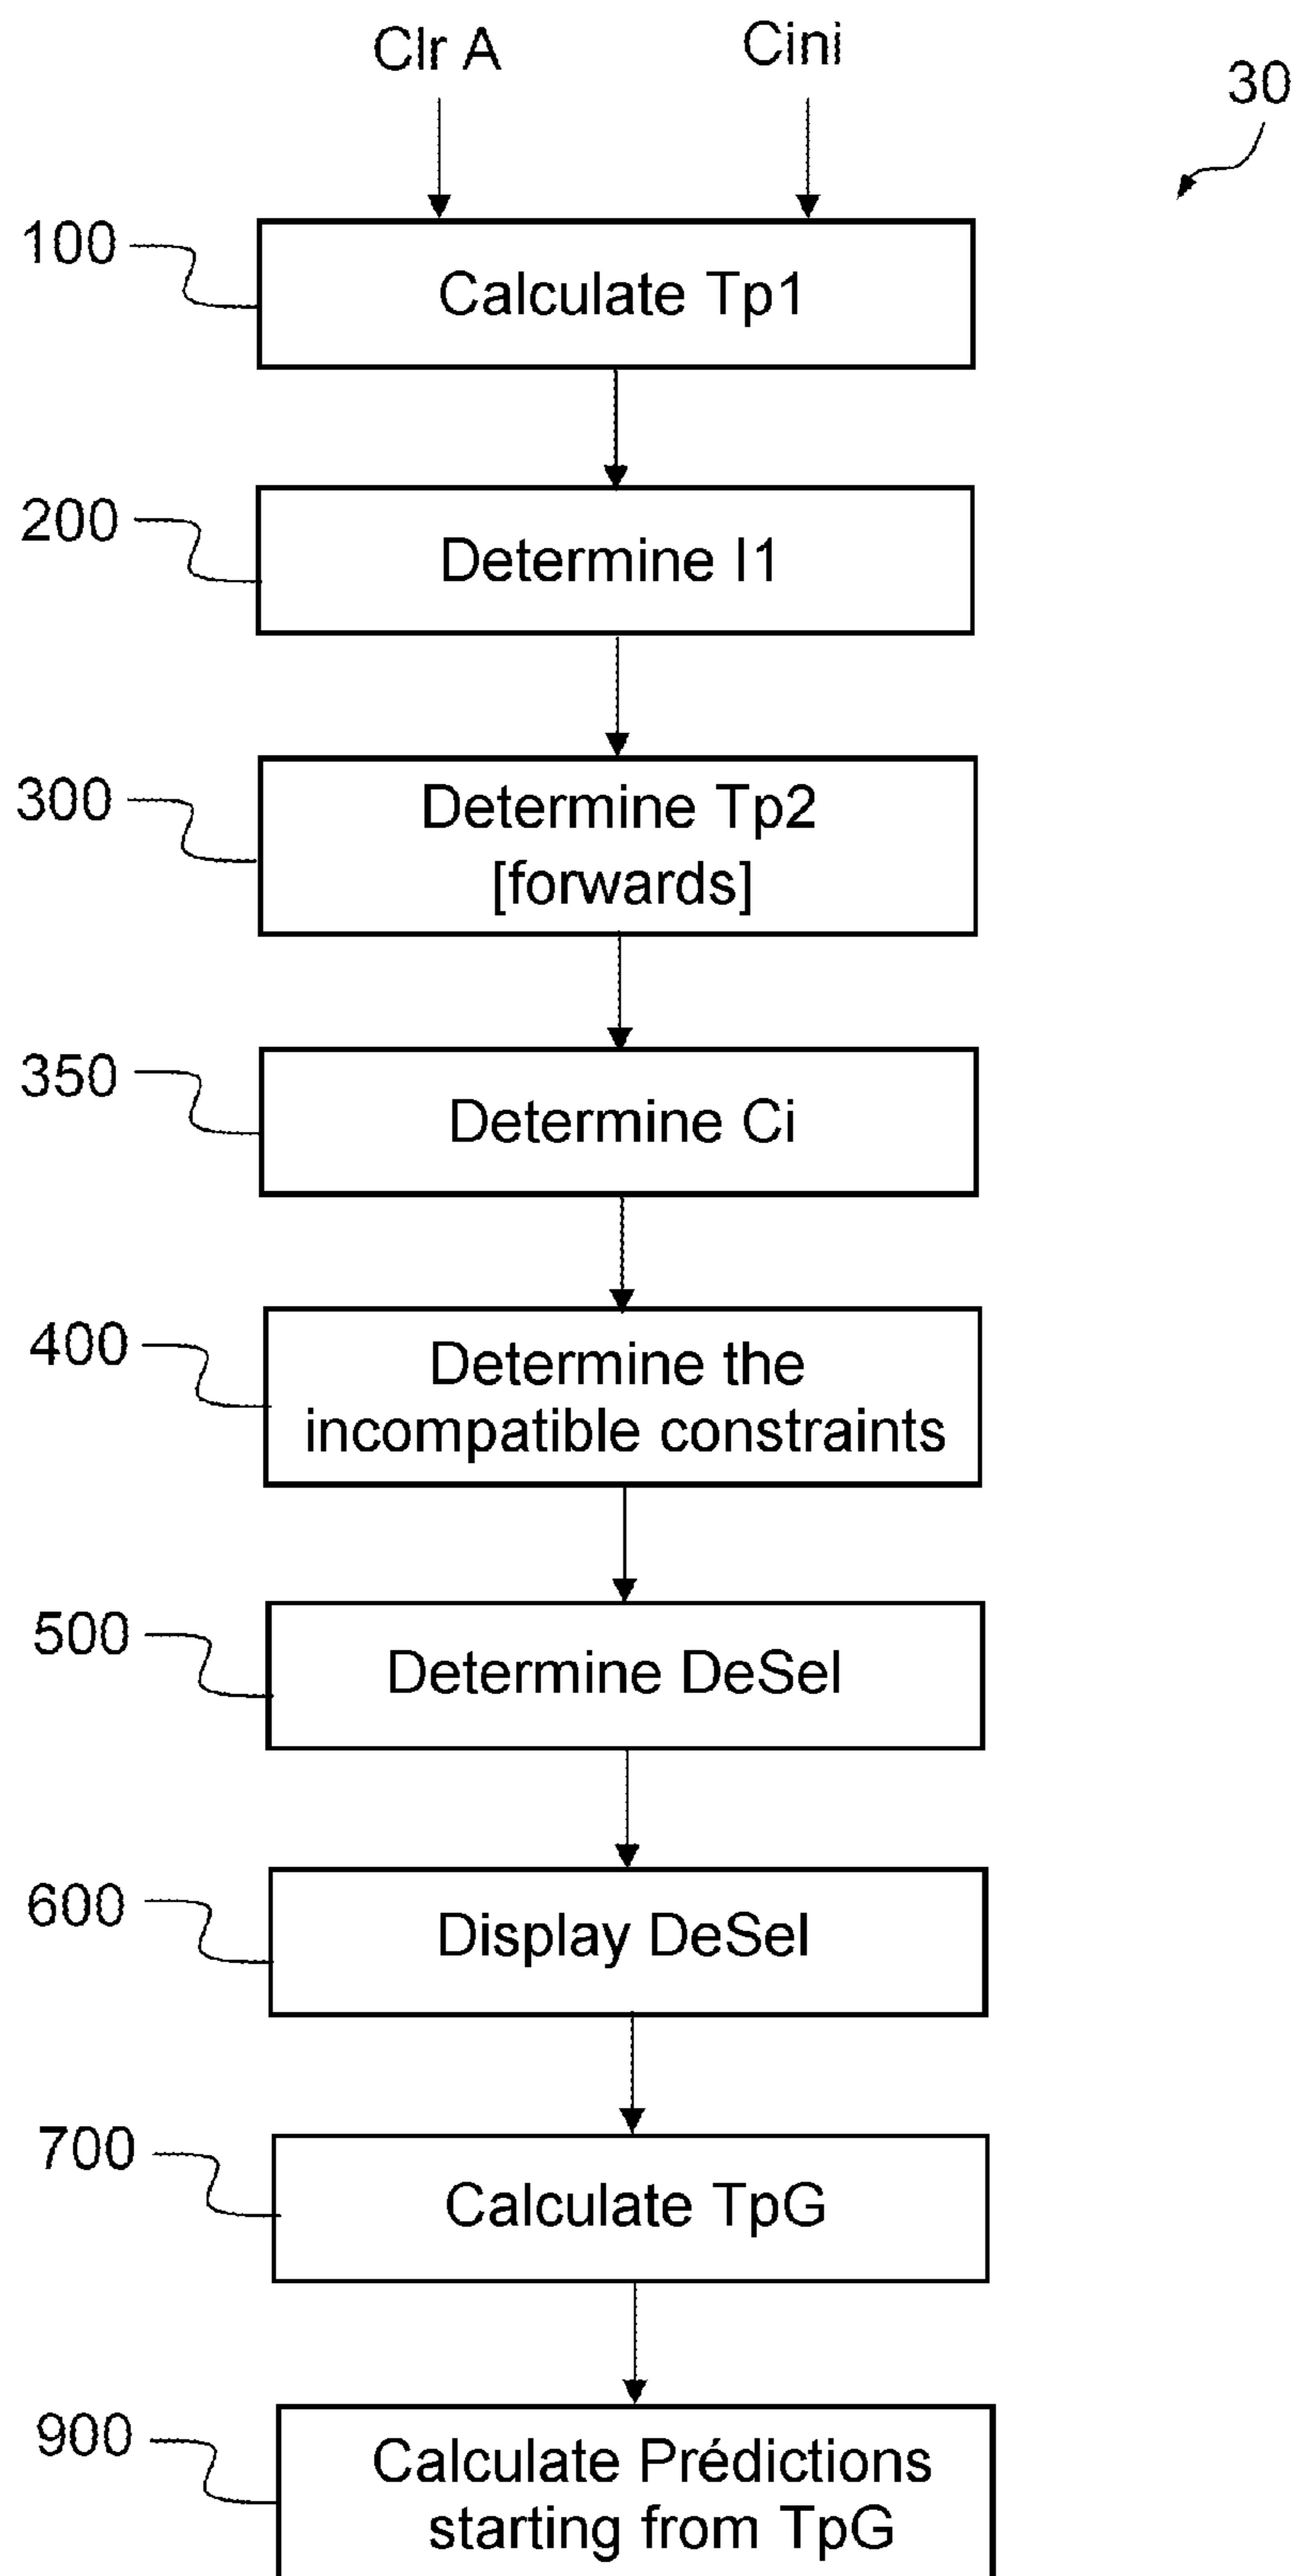 Clr A
Cini
30
100
Calculate Tp1
200
Determine I1
300
Determine Tp2
[forwards]
350
Determine Ci
400
Determine the
incompatible constraints
500
Determine DeSel
600
Display DeSel
700
Calculate TpG
900
Calculate Prédictions
starting from TpG